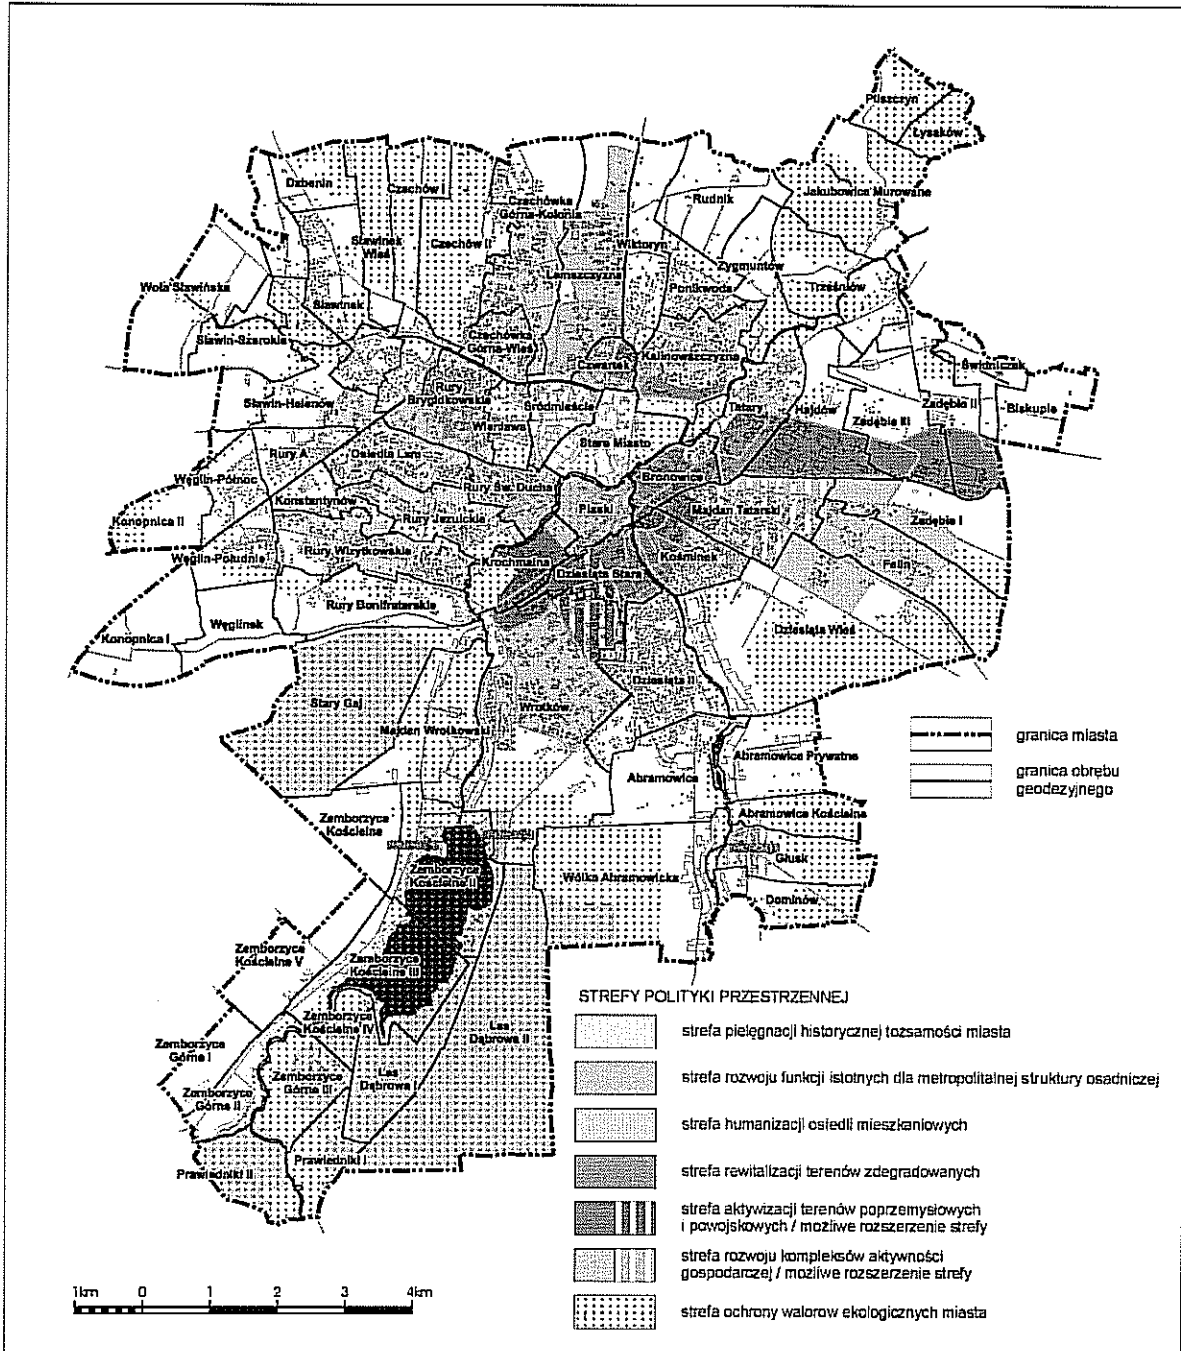 Pliszczyn
Łysaków
Dzbenin
Czechów I
Czechówka
Górna-Kolonia
Rudnik
Jakubowice Murowane
Sławinek
Wieś
Czechów II
Wiktoryn
Zygmuntów
Lemszczyzna
Ponikwoda
Trześniów
Wola Sławińska
Sławinek
Sławin-Szerokie
Czechówka
Górna-Wieś
Czwartek
Kalinowszczyzna
Świdniczek
Sławin-Helenów
Rury
Brygidkowskie
Śródmieście
Tatary
Hajdów
Zadębie II
Biskupie
Wieniawa
Stare Miasto
Zadębie III
Rury A
Osiedla Lsm
Węglin-Północ
Rury Św. Ducha
Bronowice
Konstantynów
Piaski
Majdan Tatarski
Zadębie I
Konopnica II
Rury Jezuickie
Węglin-Południe
Rury Wizytkowskie
Krochmalna
Kośminek
Felin
Dziesiąta Stara
Rury Bonifraterskie
Węglinek
Dziesiąta Wieś
Konopnica I
Stary Gaj
Dziesiąta II
Wrotków
Majdan Wrotkowski
granica miasta
Abramowice Prywatne
Abramowice
granica obrębu
geodezyjnego
Zemborzyce
Kościelne
Abramowice Kościelne
Głusk
Zemborzyce
Kościelne II
Wólka Abramowicka
Dominów
Zemborzyce
Kościelne V
Zemborzyce
Kościelne III
STREFY POLITYKI PRZESTRZENNEJ
Zemborzyce
Kościelne IV
Las
Dąbrowa II
strefa pielęgnacji historycznej tożsamości miasta
Zemborzyce
Górne I
Zemborzyce
Górne III
Las
Dąbrowa I
strefa rozwoju funkcji istotnych dla metropolitalnej struktury osadniczej
Zemborzyce
Górne II
strefa humanizacji osiedli mieszkaniowych
Prawiedniki I
Prawiedniki II
strefa rewitalizacji terenów zdegradowanych
strefa aktywizacji terenów poprzemysłowych
i powojskowych / możliwe rozszerzenie strefy
strefa rozwoju kompleksów aktywności
gospodarczej / możliwe rozszerzenie strefy
strefa ochrony walorów ekologicznych miasta
1km 0 1 2 3 4km